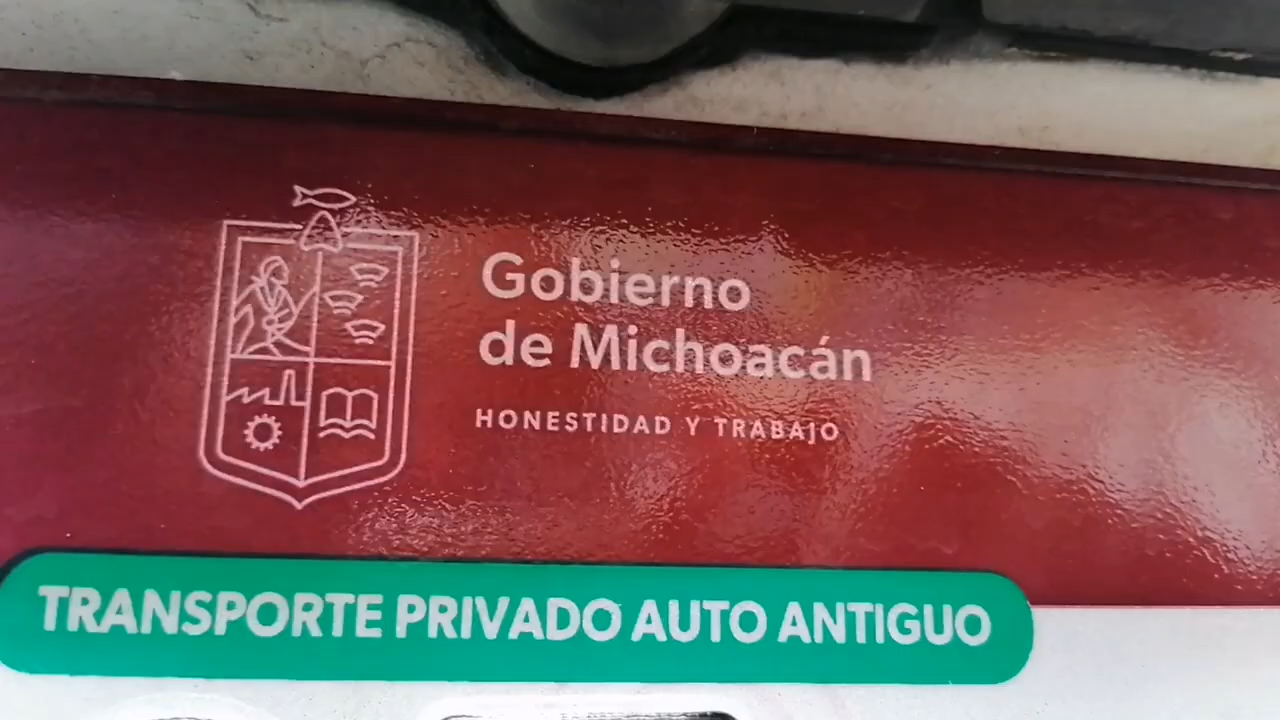 Gobierno
de Michoacán
HONESTIDAD Y TRABAJO
TRANSPORTE PRIVADO AUTO ANTIGUO